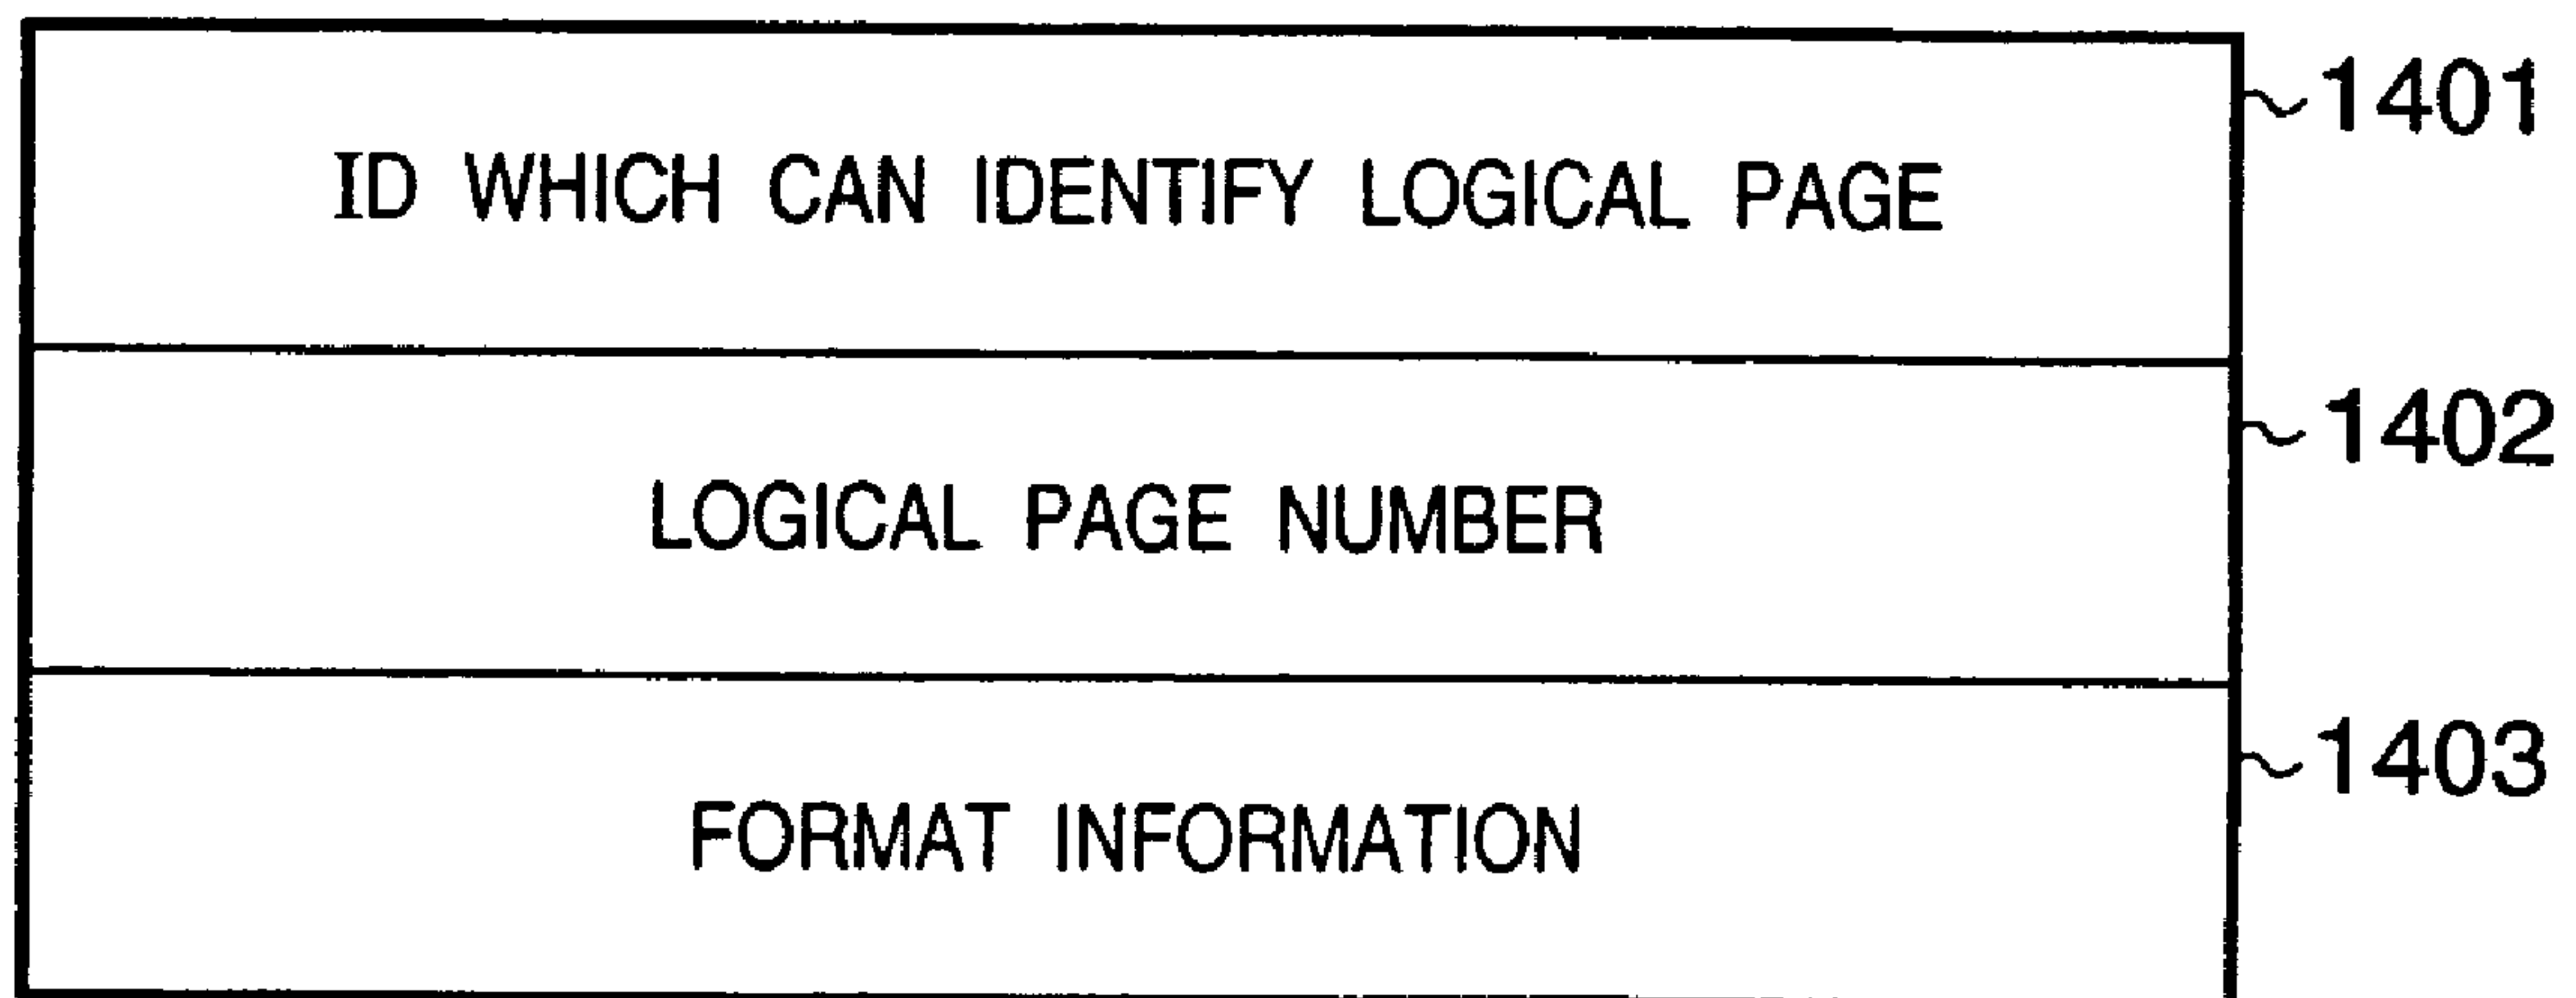 ID WHICH CAN IDENTIFY LOGICAL PAGE
1401
LOGICAL PAGE NUMBER
1402
FORMAT INFORMATION
1403